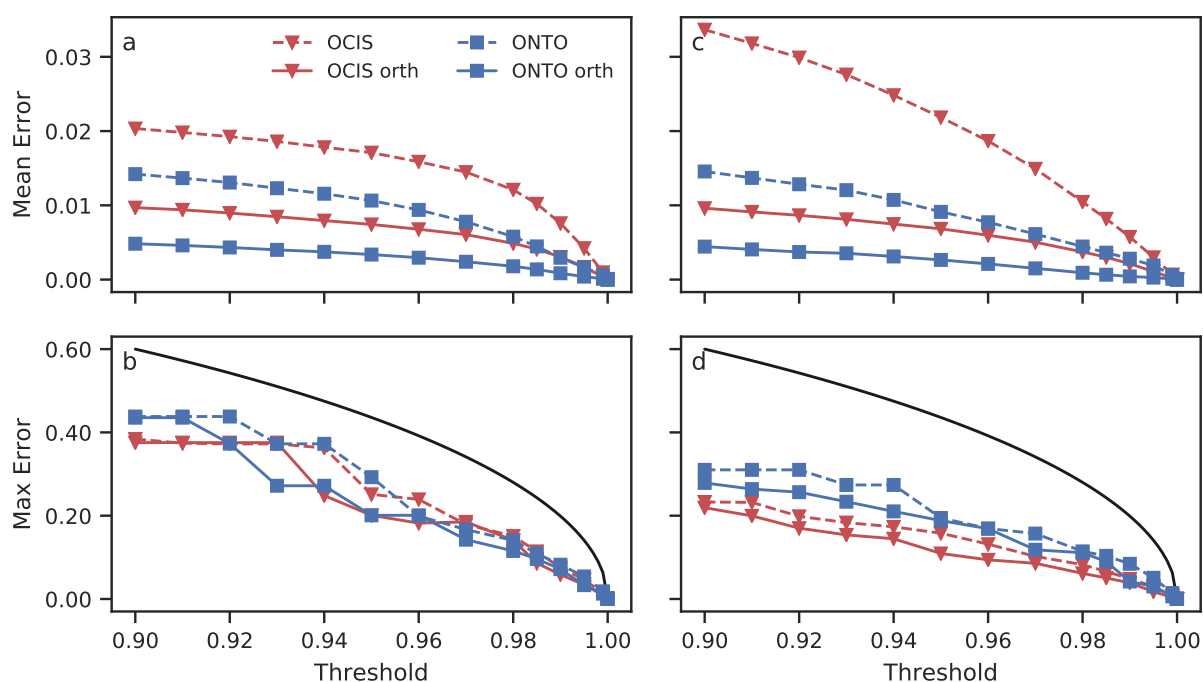 a
OCIS
ONTO
OCIS orth
ONTO orth
c
Mean Error
0.03
0.02
0.01
0.00
b
d
Max Error
0.60
0.40
0.20
0.00
0.90 0.92 0.94 0.96 0.98 1.00
0.90 0.92 0.94 0.96 0.98 1.00
Threshold
Threshold